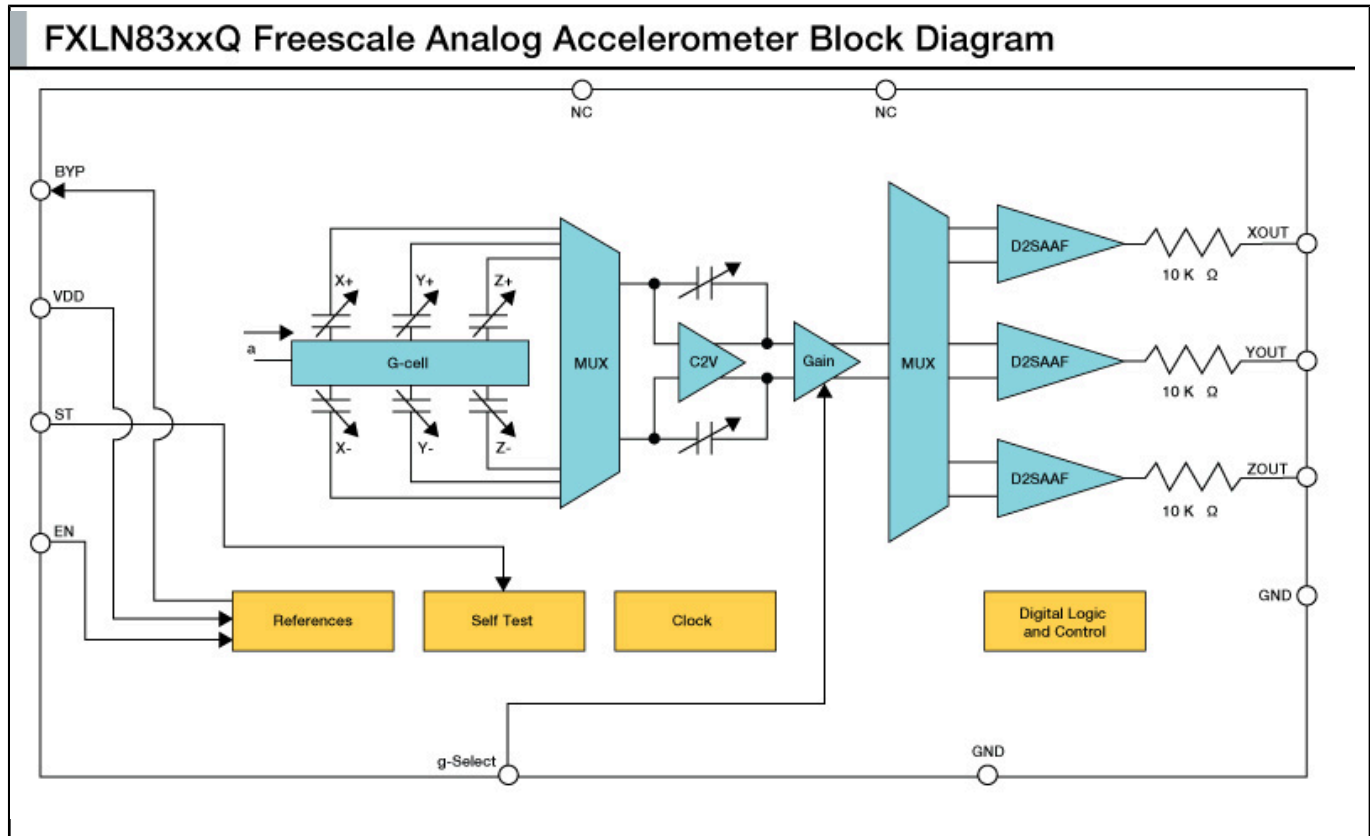 FXLN83xxQ Freescale Analog Accelerometer Block Diagram
NC
NC
BYP
VDD
ST
EN
X+
Y+
Z+
a
G-cell
X-
Y-
Z-
MUX
C2V
Gain
MUX
D2SAAF
10 K Ω
XOUT
D2SAAF
10 K Ω
YOUT
D2SAAF
10 K Ω
ZOUT
GND
References
Self Test
Clock
Digital Logic
and Control
g-Select
GND